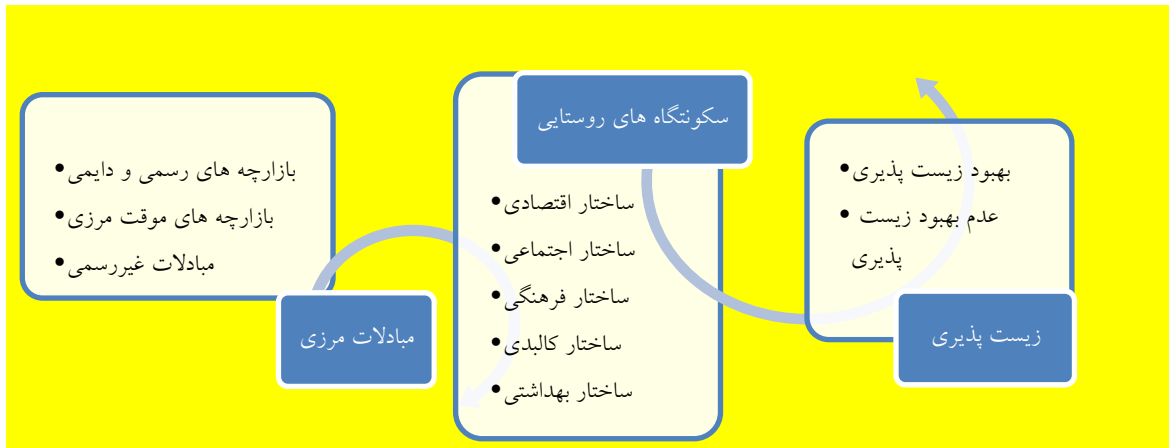 بازارچه های رسمی و دایمی•
بازارچه های موقت مرزی•
مبادلات غیررسمی•
مبادلات مرزی
سکونتگاه های روستایی
ساختار اقتصادی•
ساختار اجتماعی•
ساختار فرهنگی•
ساختار کالبدی•
ساختار بهداشتی•
بهبود زیست پذیری•
عدم بهبود زیست•
پذیری
زیست پذیری